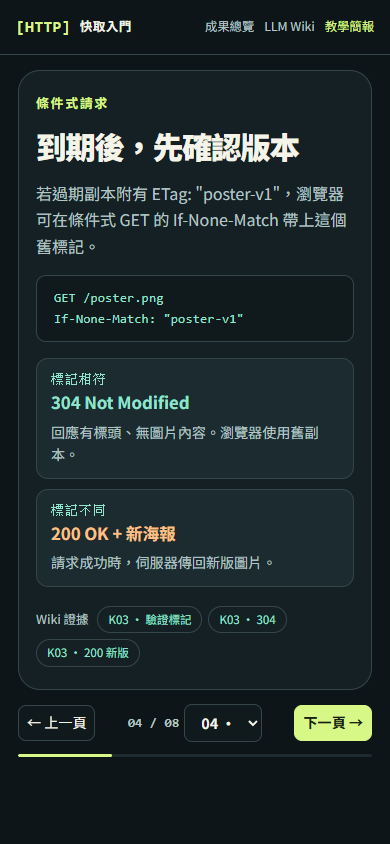 [HTTP] 快取入門
成果總覽 LLM Wiki 教學簡報
條件式請求
到期後，先確認版本
若過期副本附有 ETag: "poster-v1"，瀏覽器
可在條件式 GET 的 If-None-Match 帶上這個
舊標記。
GET /poster.png
If-None-Match: "poster-v1"
標記相符
304 Not Modified
回應有標頭、無圖片內容。瀏覽器使用舊副
本。
標記不同
200 OK + 新海報
請求成功時，伺服器傳回新版圖片。
Wiki 證據 K03 · 驗證標記 K03 · 304
K03 · 200 新版
← 上一頁 04 / 08 04 · 下一頁 →